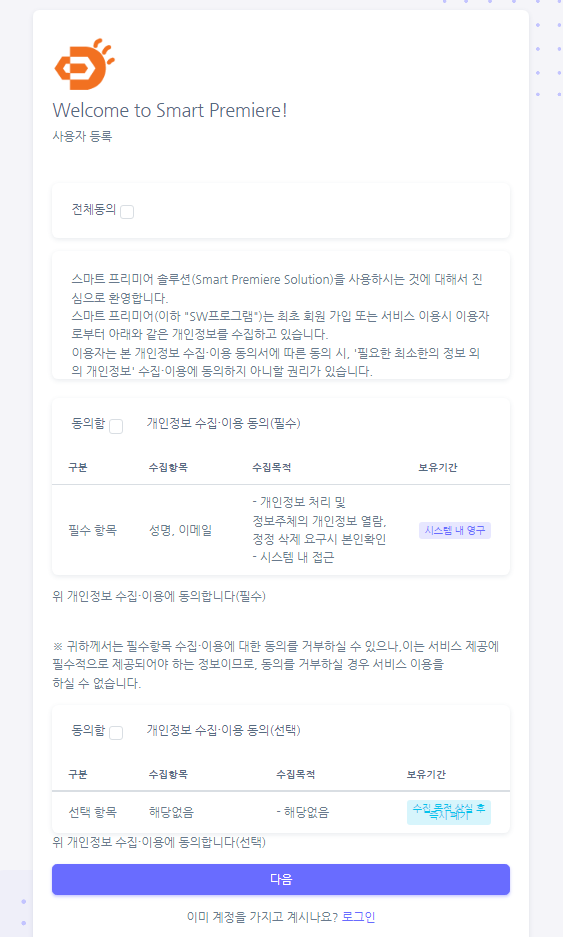 Welcome to Smart Premiere!
사용자 등록
전체동의
스마트 프리미어 솔루션(Smart Premiere Solution)을 사용하시는 것에 대해서 진
심으로 환영합니다.
스마트 프리미어(이하 "SW프로그램")는 최초 회원 가입 또는 서비스 이용시 이용자
로부터 아래와 같은 개인정보를 수집하고 있습니다.
이용자는 본 개인정보 수집·이용 동의서에 따른 동의 시, '필요한 최소한의 정보 외
의 개인정보' 수집·이용에 동의하지 아니할 권리가 있습니다.
동의함 개인정보 수집·이용 동의(필수)
구분 수집항목 수집목적 보유기간
- 개인정보 처리 및
정보주체의 개인정보 열람,
필수 항목 성명, 이메일 정정 삭제 요구시 본인확인 시스템 내 영구
- 시스템 내 접근
위 개인정보 수집·이용에 동의합니다(필수)
※ 귀하께서는 필수항목 수집·이용에 대한 동의를 거부하실 수 있으나,이는 서비스 제공에
필수적으로 제공되어야 하는 정보이므로, 동의를 거부하실 경우 서비스 이용을
하실 수 없습니다.
동의함 개인정보 수집·이용 동의(선택)
구분 수집항목 수집목적 보유기간
선택 항목 해당없음 - 해당없음 수집 목적 상실 후
즉시 폐기
위 개인정보 수집·이용에 동의합니다(선택)
다음
이미 계정을 가지고 계시나요? 로그인